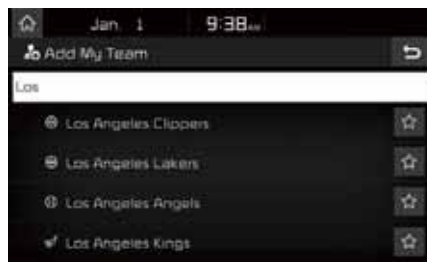 Jan. 1 9:38 AM
Add My Team
Los
Los Angeles Clippers
Los Angeles Lakers
Los Angeles Angels
Los Angeles Kings